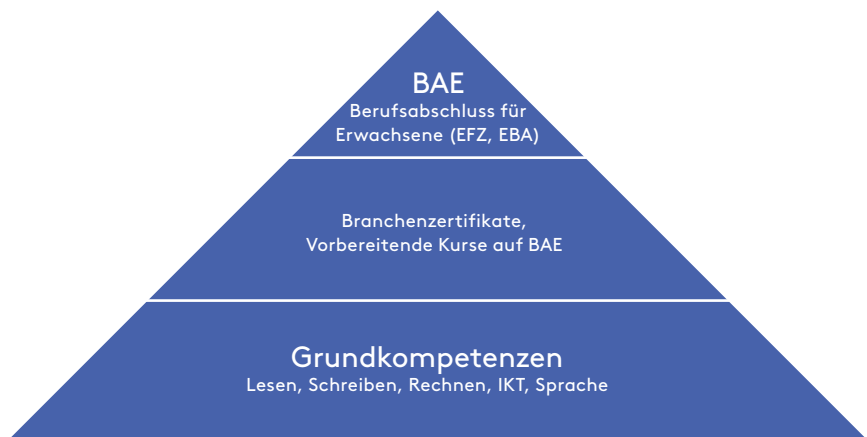 BAE
Berufsabschluss für
Erwachsene (EFZ, EBA)
Branchenzertifikate,
Vorbereitende Kurse auf BAE
Grundkompetenzen
Lesen, Schreiben, Rechnen, IKT, Sprache